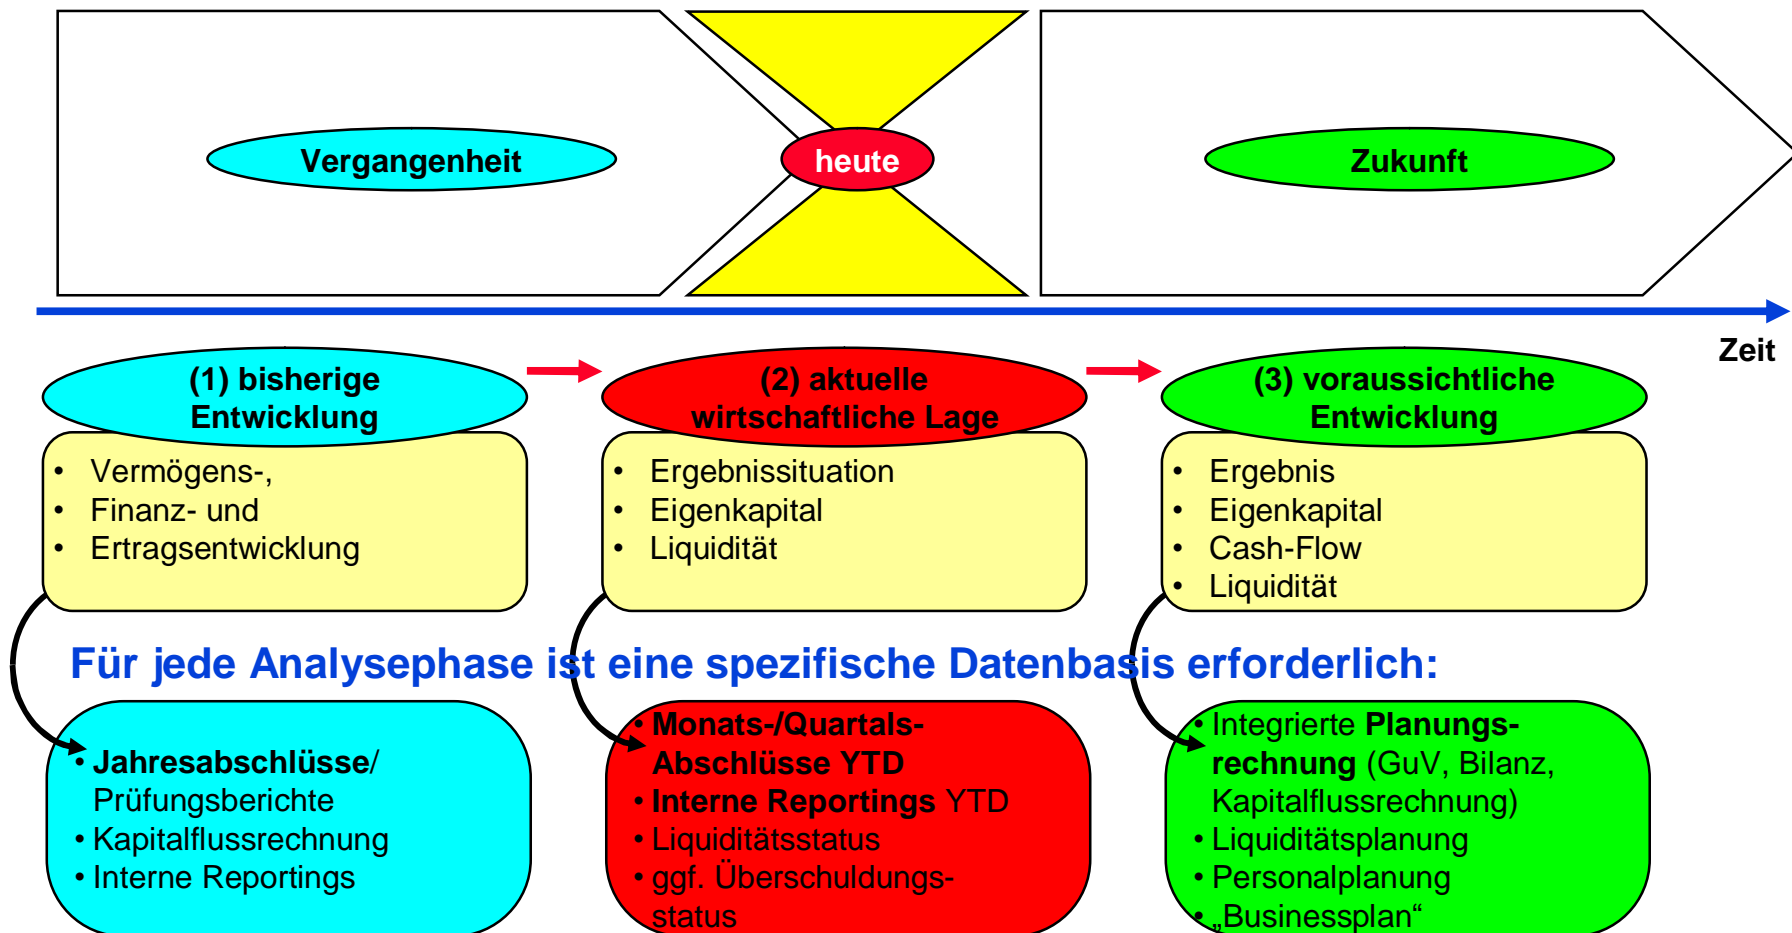 Vergangenheit
heute
Zukunft
Zeit
(1) bisherige
Entwicklung
• Vermögens-,
• Finanz- und
• Ertragsentwicklung
(2) aktuelle
wirtschaftliche Lage
• Ergebnissituation
• Eigenkapital
• Liquidität
(3) voraussichtliche
Entwicklung
• Ergebnis
• Eigenkapital
• Cash-Flow
• Liquidität
Für jede Analysephase ist eine spezifische Datenbasis erforderlich:
• Jahresabschlüsse/
Prüfungsberichte
• Kapitalflussrechnung
• Interne Reportings
• Monats-/Quartals-
Abschlüsse YTD
• Interne Reportings YTD
• Liquiditätsstatus
• ggf. Überschuldungs-
status
• Integrierte Planungs-
rechnung (GuV, Bilanz,
Kapitalflussrechnung)
• Liquiditätsplanung
• Personalplanung
• „Businessplan“